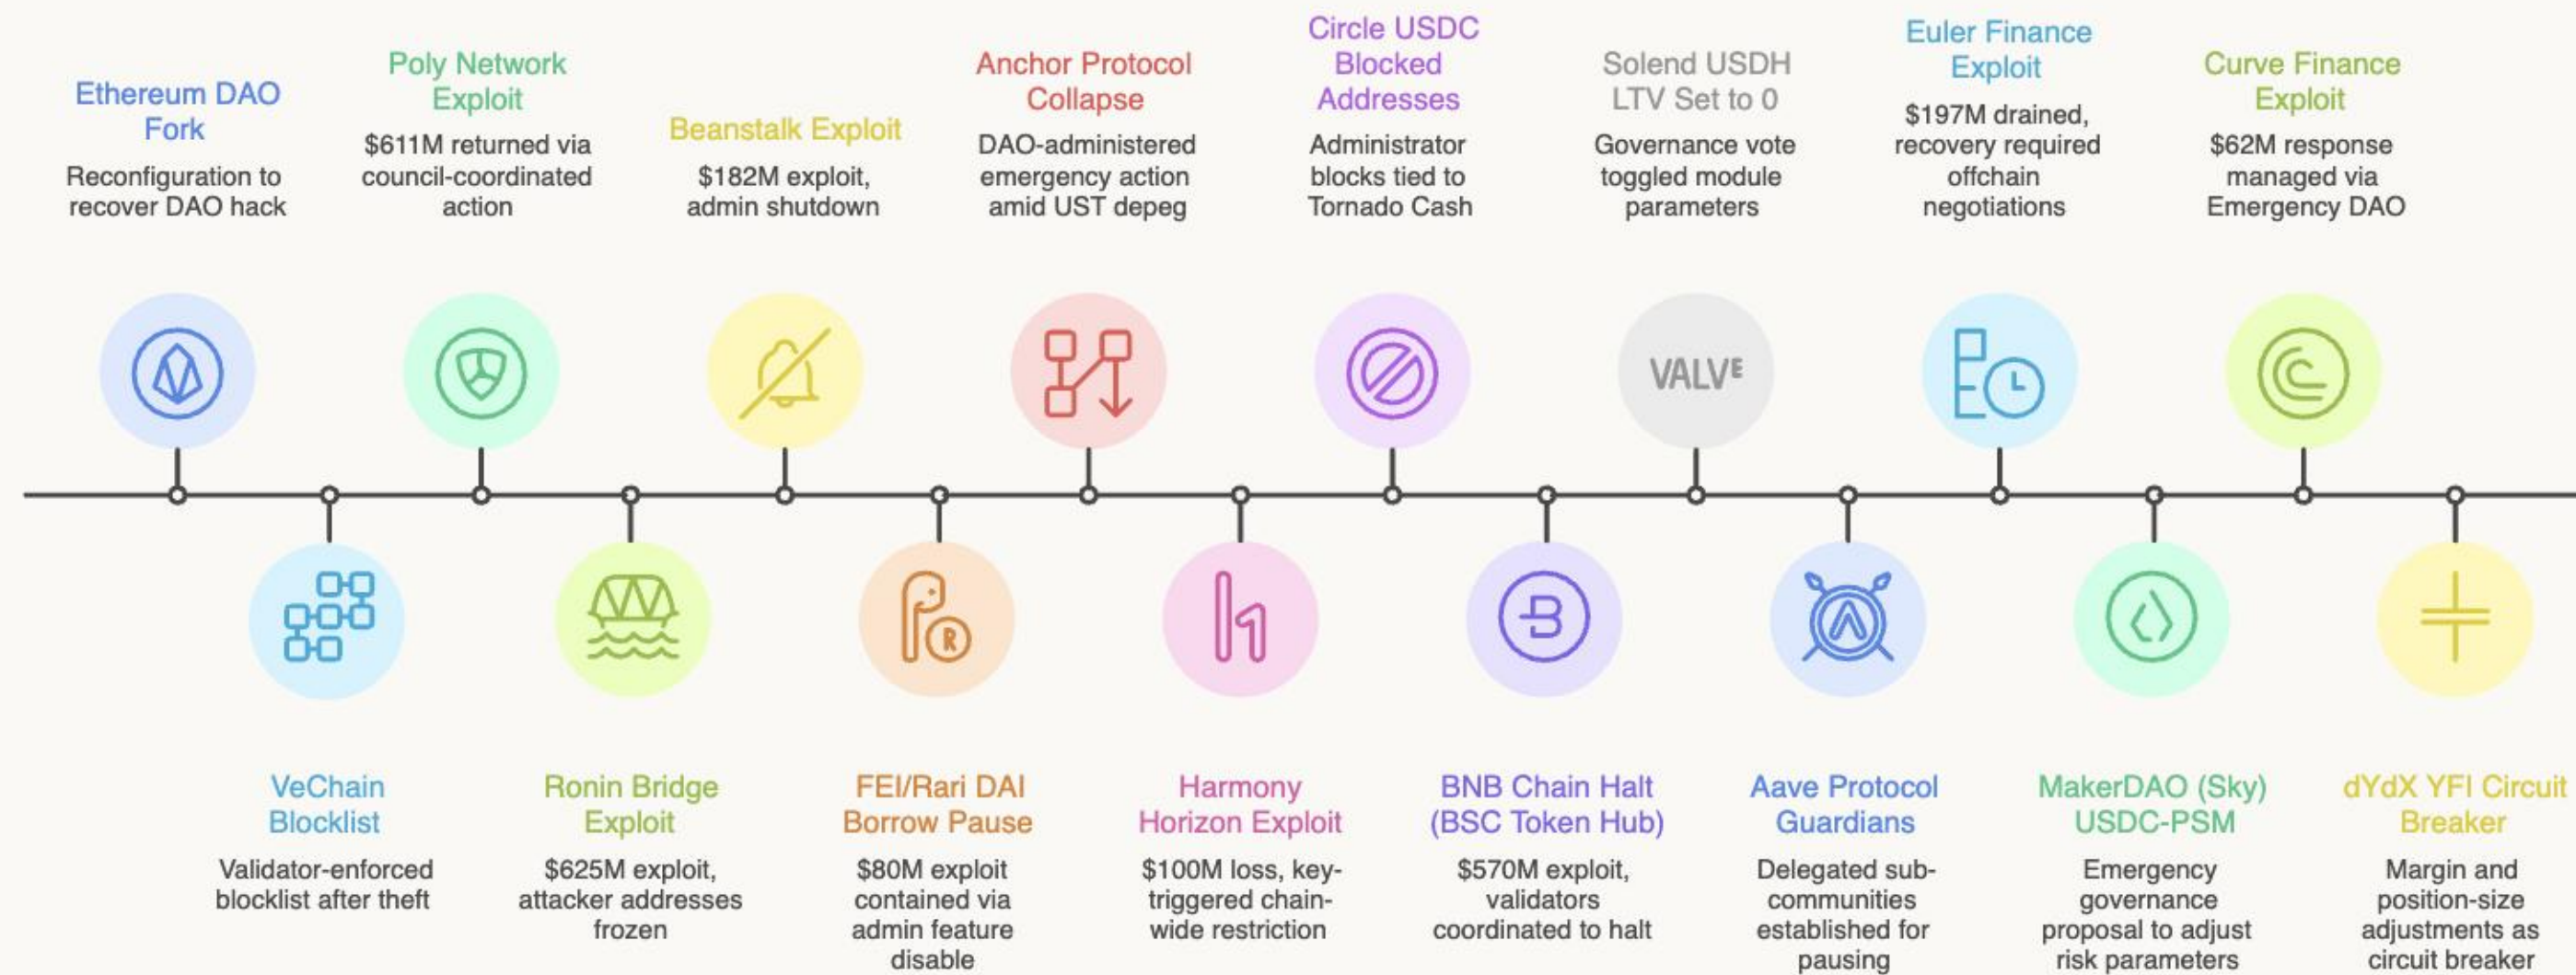 Ethereum DAO
Fork
Reconfiguration to
recover DAO hack
Poly Network
Exploit
$611M returned via
council-coordinated
action
Beanstalk Exploit
$182M exploit,
admin shutdown
Anchor Protocol
Collapse
DAO-administered
emergency action
amid UST depeg
Circle USDC
Blocked
Addresses
Administrator
blocks tied to
Tornado Cash
Solend USDH
LTV Set to 0
Governance vote
toggled module
parameters
Euler Finance
Exploit
$197M drained,
recovery required
offchain
negotiations
Curve Finance
Exploit
$62M response
managed via
Emergency DAO
VALVE
R
VeChain
Blocklist
Validator-enforced
blocklist after theft
Ronin Bridge
Exploit
$625M exploit,
attacker addresses
frozen
FEI/Rari DAI
Borrow Pause
$80M exploit
contained via
admin feature
disable
Harmony
Horizon Exploit
$100M loss, key-
triggered chain-
wide restriction
BNB Chain Halt
(BSC Token Hub)
$570M exploit,
validators
coordinated to halt
Aave Protocol
Guardians
Delegated sub-
communities
established for
pausing
MakerDAO (Sky)
USDC-PSM
Emergency
governance
proposal to adjust
risk parameters
dYdX YFI Circuit
Breaker
Margin and
position-size
adjustments as
circuit breaker